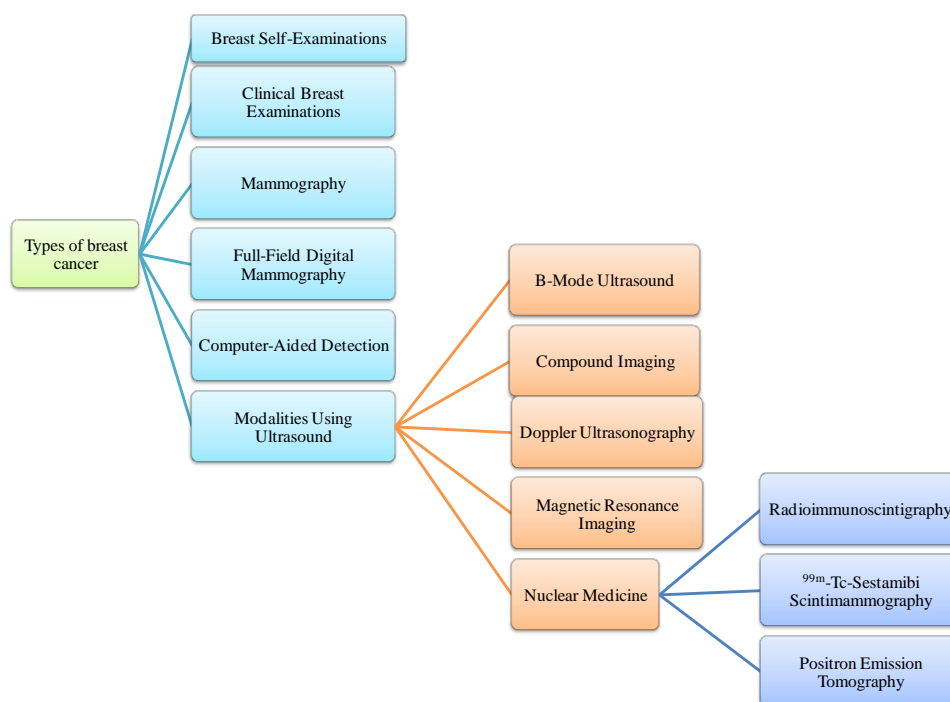 Breast Self-Examinations
Clinical Breast
Examinations
Mammography
Types of breast
cancer
Full-Field Digital
Mammography
Computer-Aided Detection
Modalities Using
Ultrasound
B-Mode Ultrasound
Compound Imaging
Doppler Ultrasonography
Magnetic Resonance
Imaging
Nuclear Medicine
Radioimmunoscintigraphy
99m-Tc-Sestamibi
Scintimammography
Positron Emission
Tomography